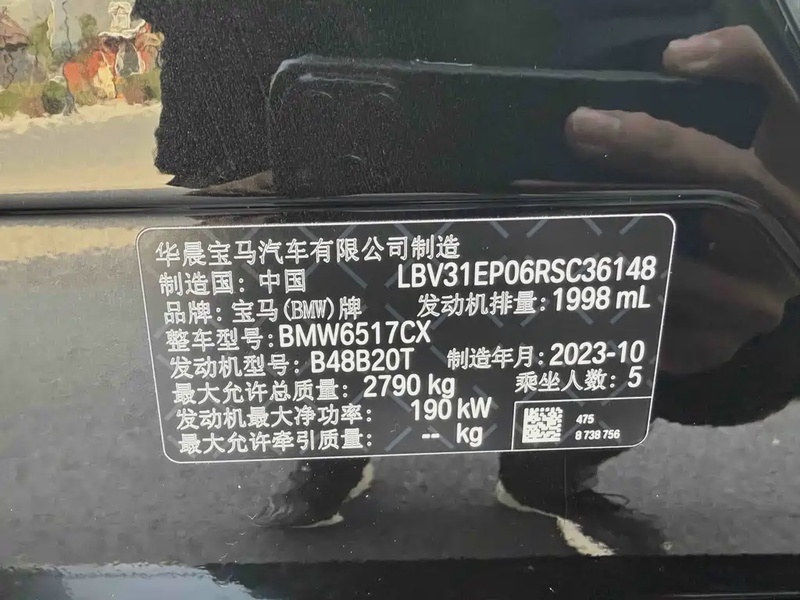 华晨宝马汽车有限公司制造
制造国: 中国 LBV31EP06RSC36148
品牌: 宝马(BMW)牌 发动机排量: 1998 mL
整车型号: BMW6517CX
发动机型号: B48B20T 制造年月: 2023-10
最大允许总质量: 2790 kg 乘坐人数: 5
发动机最大净功率: 190 kW
最大允许牵引质量: -- kg
475
8 738 756